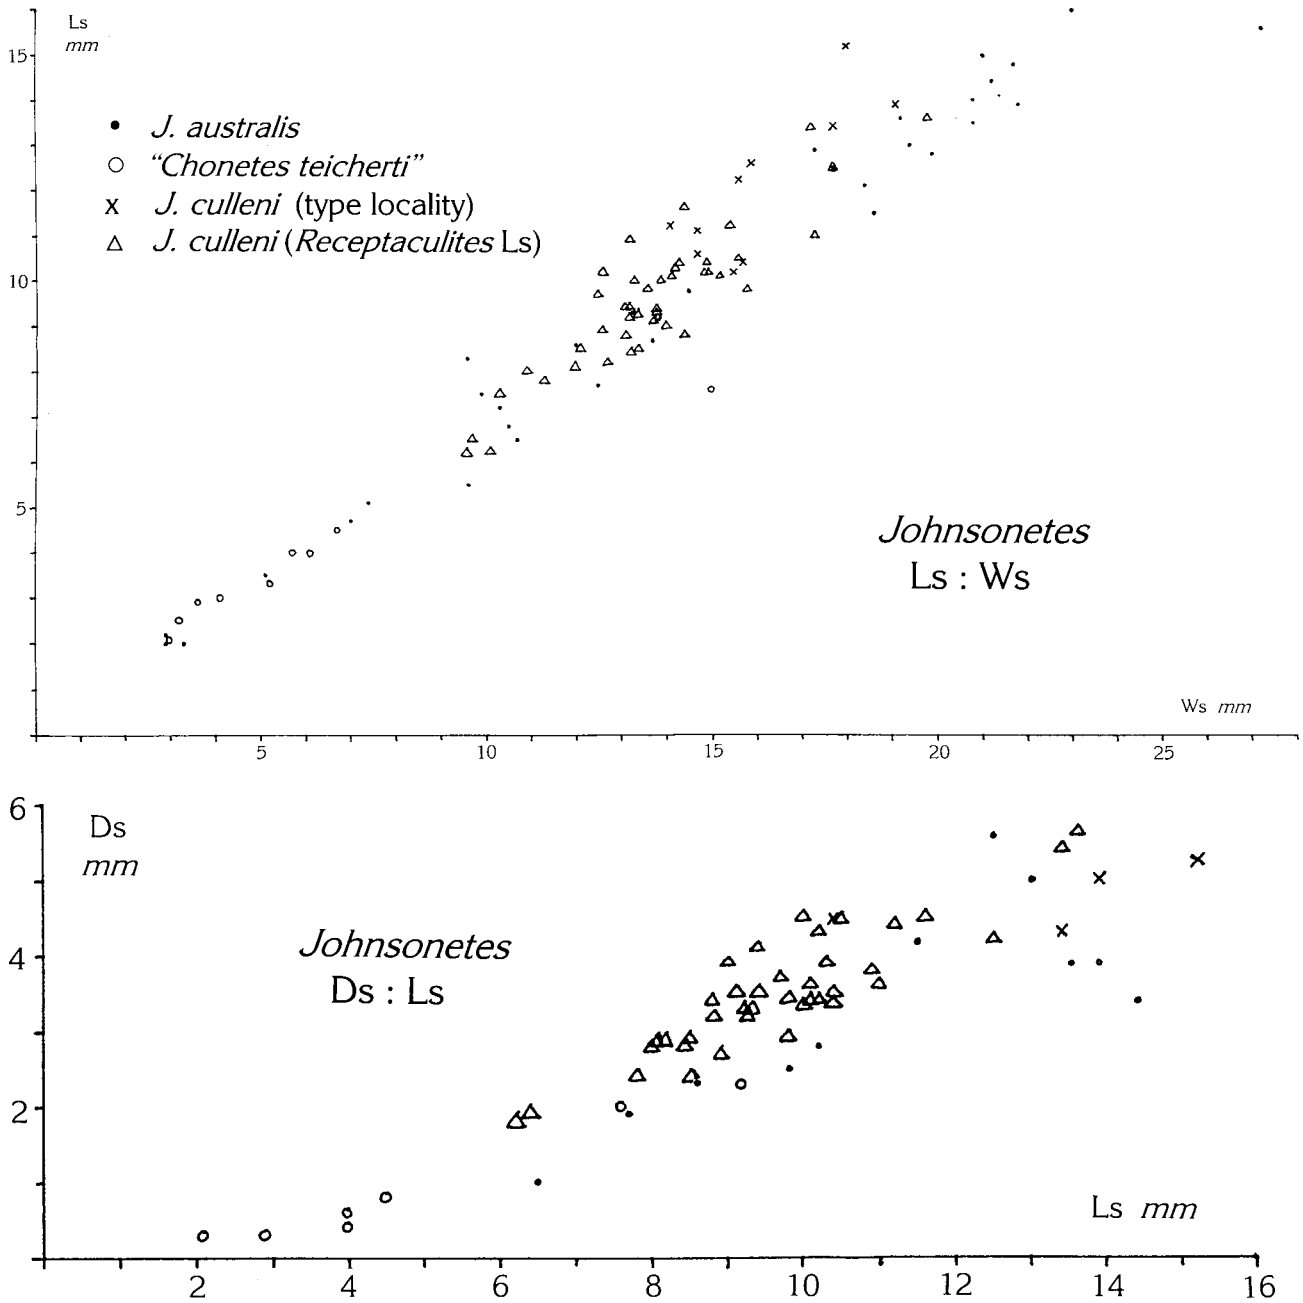 Ls
mm
15
J. australis
"Chonetes teicherti"
J. culleni (type locality)
J. culleni (Receptaculites Ls)
10
5
Johnsonetes
Ls : Ws
Ws mm
5 10 15 20 25
6
Ds
mm
Johnsonetes
Ds : Ls
4
2
Ls mm
2 4 6 8 10 12 14 16